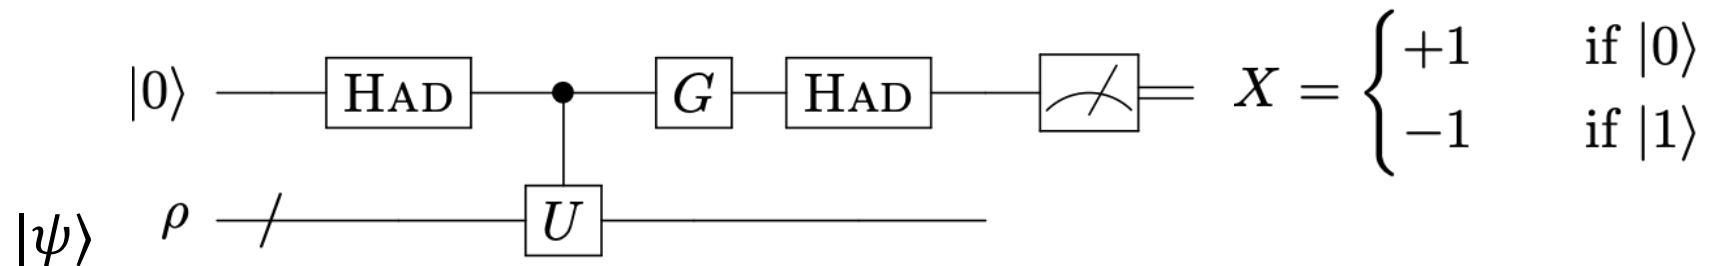 |0⟩ HAD G HAD X = { +1 if |0⟩
−1 if |1⟩
|ψ⟩ ρ U